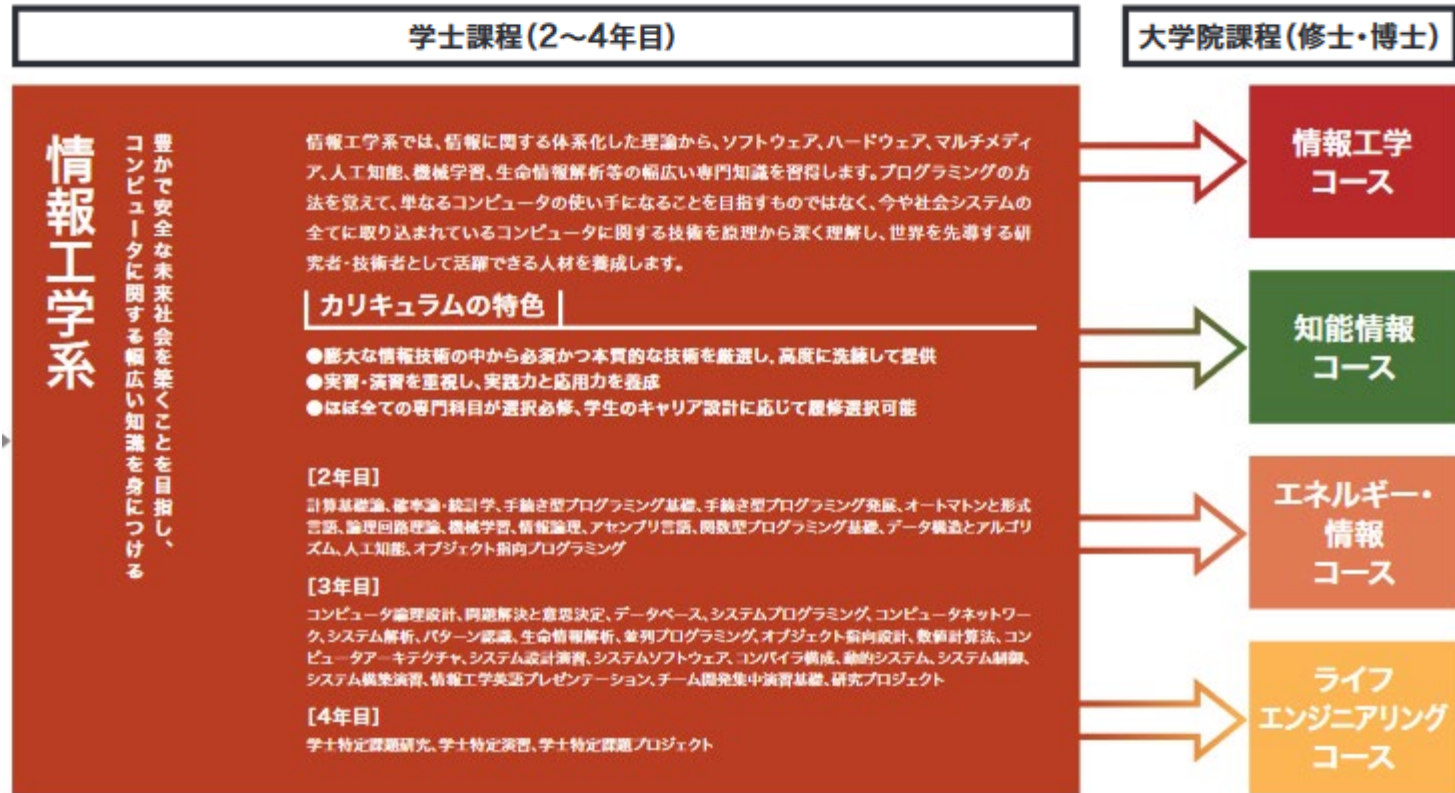 学士課程(2～4年目)
大学院課程(修士・博士)
情報工学系
豊かで安全な未来社会を築くことを目指し、
コンピュータに関する幅広い知識を身につける
情報工学系では、情報に関する体系化した理論から、ソフトウェア、ハードウェア、マルチメディ
ア、人工知能、機械学習、生命情報解析等の幅広い専門知識を習得します。プログラミングの方
法を覚えて、単なるコンピュータの使い手になることを目指すものではなく、今や社会システムの
全てに取り込まれているコンピュータに関する技術を原理から深く理解し、世界を先導する研
究者・技術者として活躍できる人材を養成します。
カリキュラムの特色
●膨大な情報技術の中から必須かつ本質的な技術を厳選し、高度に洗練して提供
●実習・演習を重視し、実践力と応用力を養成
●ほぼ全ての専門科目が選択必修、学生のキャリア設計に応じて履修選択可能
[2年目]
計算基礎論、確率論・統計学、手続き型プログラミング基礎、手続き型プログラミング発展、オートマトンと形式
言語、論理回路理論、機械学習、情報論理、アセンブリ言語、関数型プログラミング基礎、データ構造とアルゴリ
ズム、人工知能、オブジェクト指向プログラミング
[3年目]
コンピュータ論理設計、問題解決と意思決定、データベース、システムプログラミング、コンピュータネットワー
ク、システム解析、パターン認識、生命情報解析、並列プログラミング、オブジェクト指向設計、数値計算法、コン
ピュータアーキテクチャ、システム設計演習、システムソフトウェア、コンパイラ構成、動的システム、システム制御、
システム構築演習、情報工学英語プレゼンテーション、チーム開発集中演習基礎、研究プロジェクト
[4年目]
学士特定課題研究、学士特定演習、学士特定課題プロジェクト
情報工学
コース
知能情報
コース
エネルギー・
情報
コース
ライフ
エンジニアリング
コース